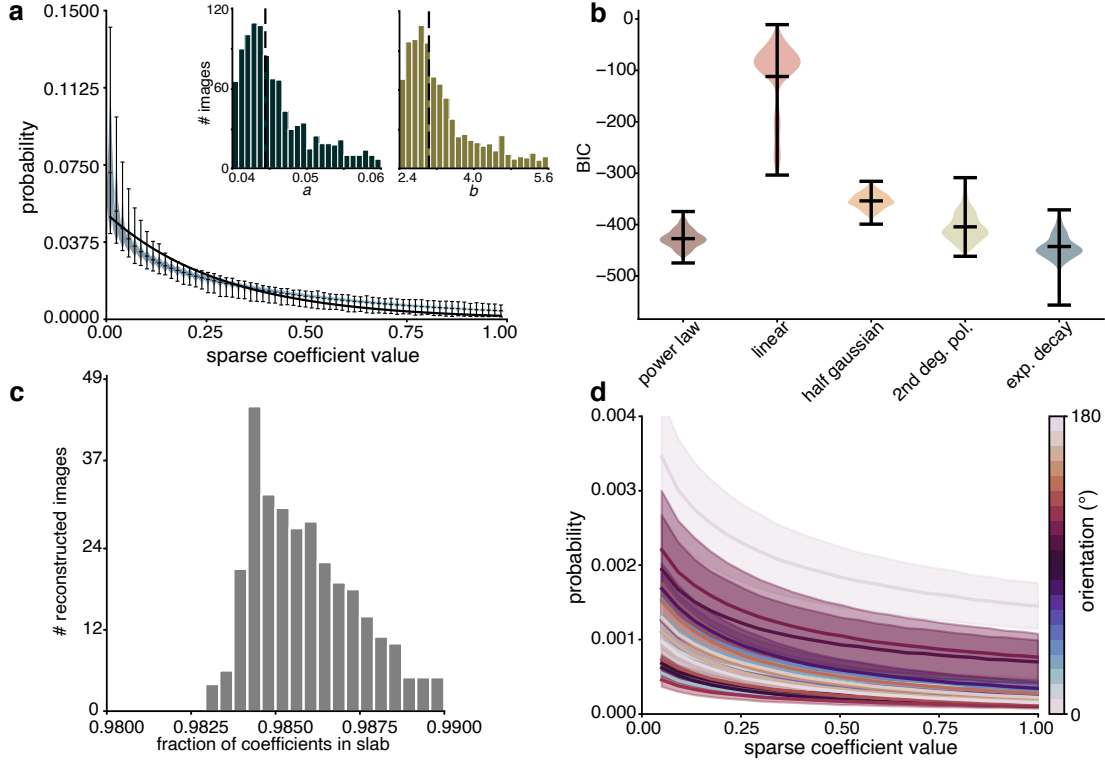 a
0.1500
0.1125
0.0750
0.0375
0.0000
probability
0.00
0.25
0.50
0.75
1.00
sparse coefficient value
120
60
0
# images
0.04
0.05
0.06
a
2.4
4.0
5.6
b
b
0
−100
−200
−300
−400
−500
BIC
power law
linear
half gaussian
2nd deg. pol.
exp. decay
c
49
37
24
12
0
# reconstructed images
0.9800
0.9825
0.9850
0.9875
0.9900
fraction of coefficients in slab
d
0.004
0.003
0.002
0.001
0.000
probability
0.00
0.25
0.50
0.75
1.00
sparse coefficient value
180
0
orientation (°)